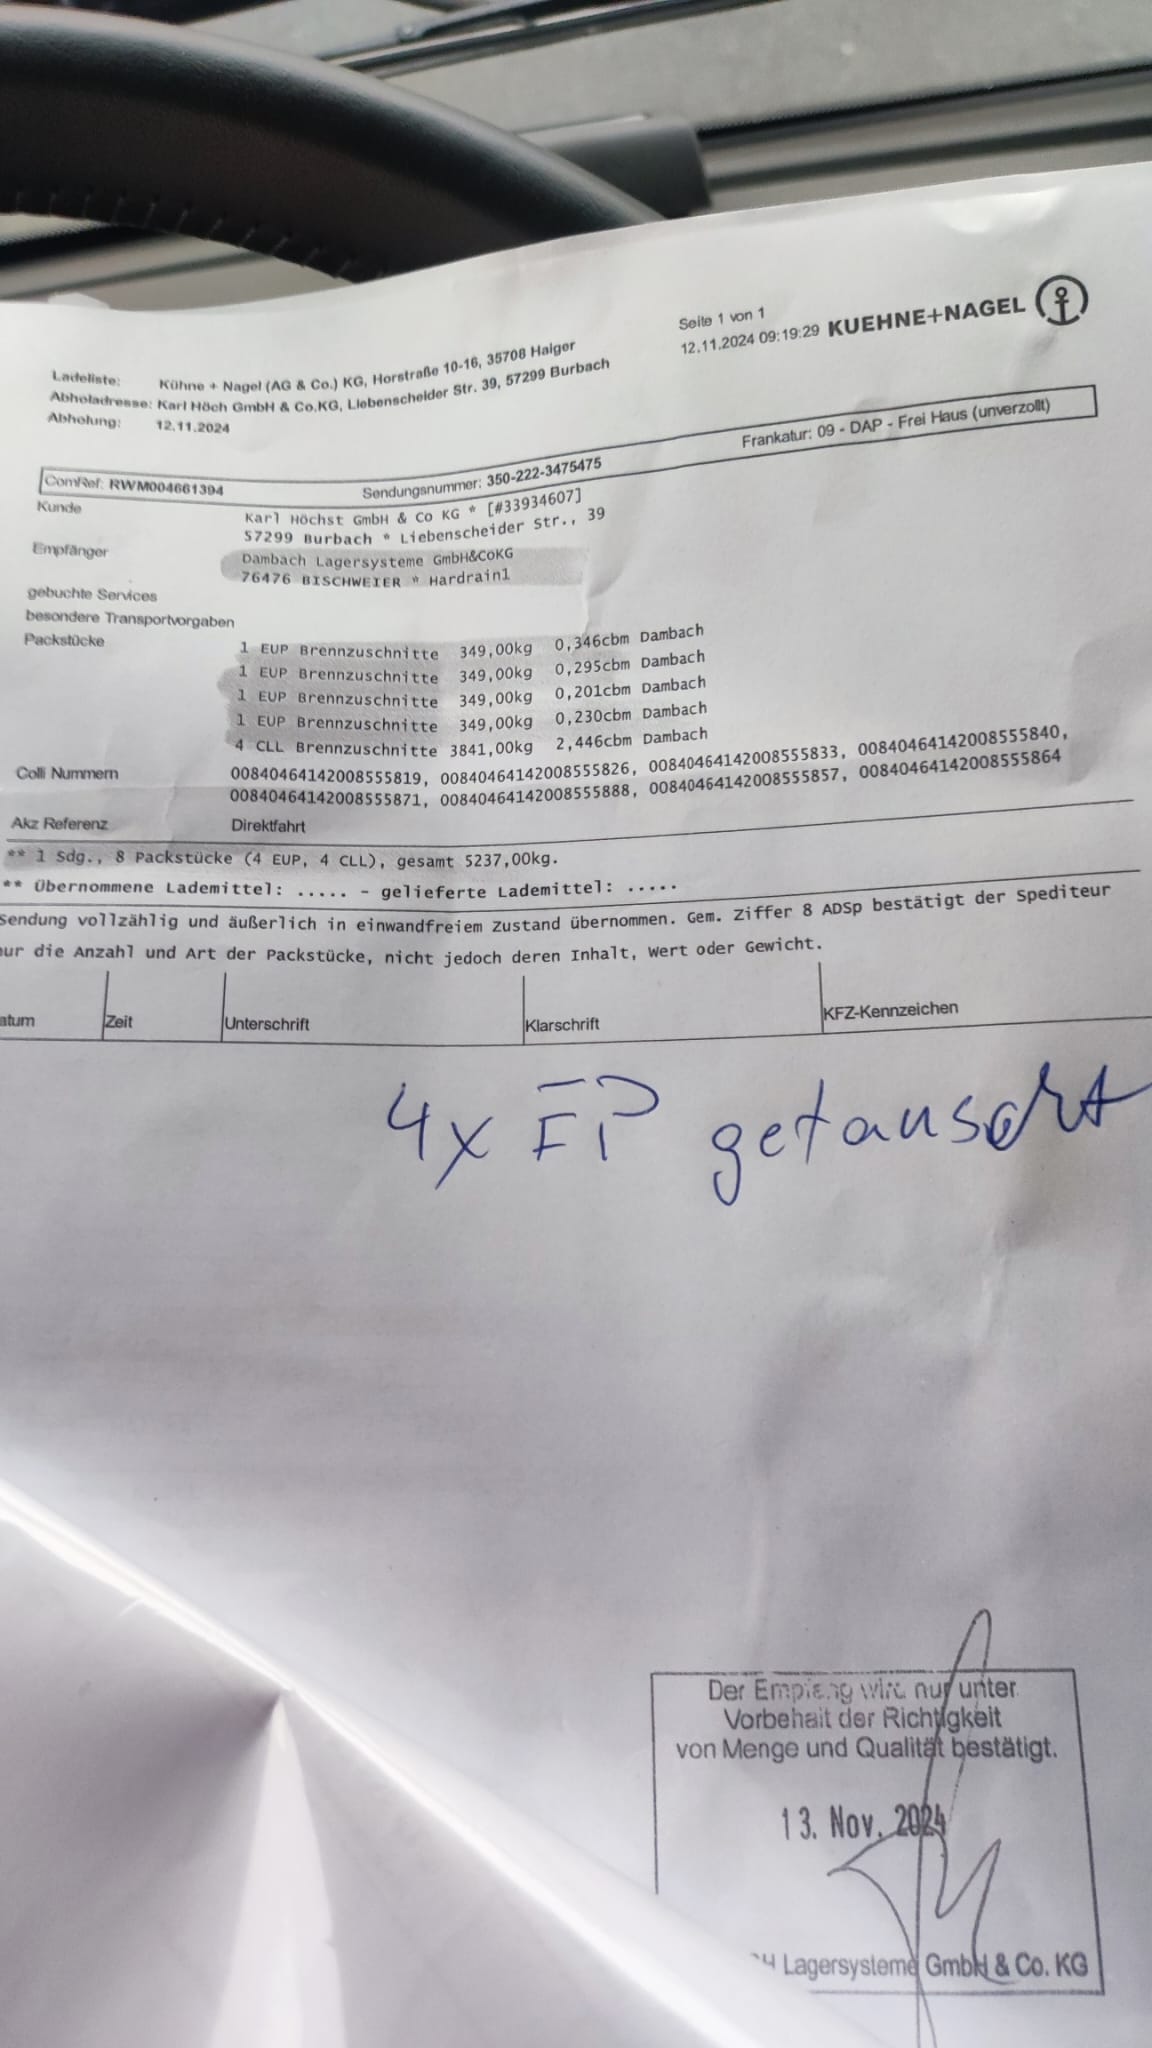 Seite 1 von 1
12.11.2024 09:19:29 KUEHNE+NAGEL
Ladeliste: Kühne + Nagel (AG & Co.) KG, Horstraße 10-16, 35708 Haiger
Abholadresse: Karl Höch GmbH & Co.KG, Liebenscheider Str. 39, 57299 Burbach
Abholung: 12.11.2024
Frankatur: 09 - DAP - Frei Haus (unverzollt)
ComRef: RWM004661394 Sendungsnummer: 350-222-3475475
Kunde Karl Höchst GmbH & Co KG * [#33934607]
57299 Burbach * Liebenscheider Str., 39
Empfänger Dambach Lagersysteme GmbH&CoKG
76476 BISCHWEIER * Hardrain1
gebuchte Services
besondere Transportvorgaben
Packstücke 1 EUP Brennzuschnitte 349,00kg 0,346cbm Dambach
1 EUP Brennzuschnitte 349,00kg 0,295cbm Dambach
1 EUP Brennzuschnitte 349,00kg 0,201cbm Dambach
1 EUP Brennzuschnitte 349,00kg 0,230cbm Dambach
4 CLL Brennzuschnitte 3841,00kg 2,446cbm Dambach
Colli Nummern 00840464142008555819, 00840464142008555826, 00840464142008555833, 00840464142008555840,
00840464142008555871, 00840464142008555888, 00840464142008555857, 00840464142008555864
Akz Referenz Direktfahrt
** 1 Sdg., 8 Packstücke (4 EUP, 4 CLL), gesamt 5237,00kg.
** Übernommene Lademittel: ..... - gelieferte Lademittel: .....
Sendung vollzählig und äußerlich in einwandfreiem Zustand übernommen. Gem. Ziffer 8 ADSp bestätigt der Spediteur
nur die Anzahl und Art der Packstücke, nicht jedoch deren Inhalt, Wert oder Gewicht.
atum Zeit Unterschrift Klarschrift KFZ-Kennzeichen
4x EP getauscht
Der Empfang wird nur unter
Vorbehalt der Richtigkeit
von Menge und Qualität bestätigt.
13. Nov. 2024
CH Lagersysteme GmbH & Co. KG